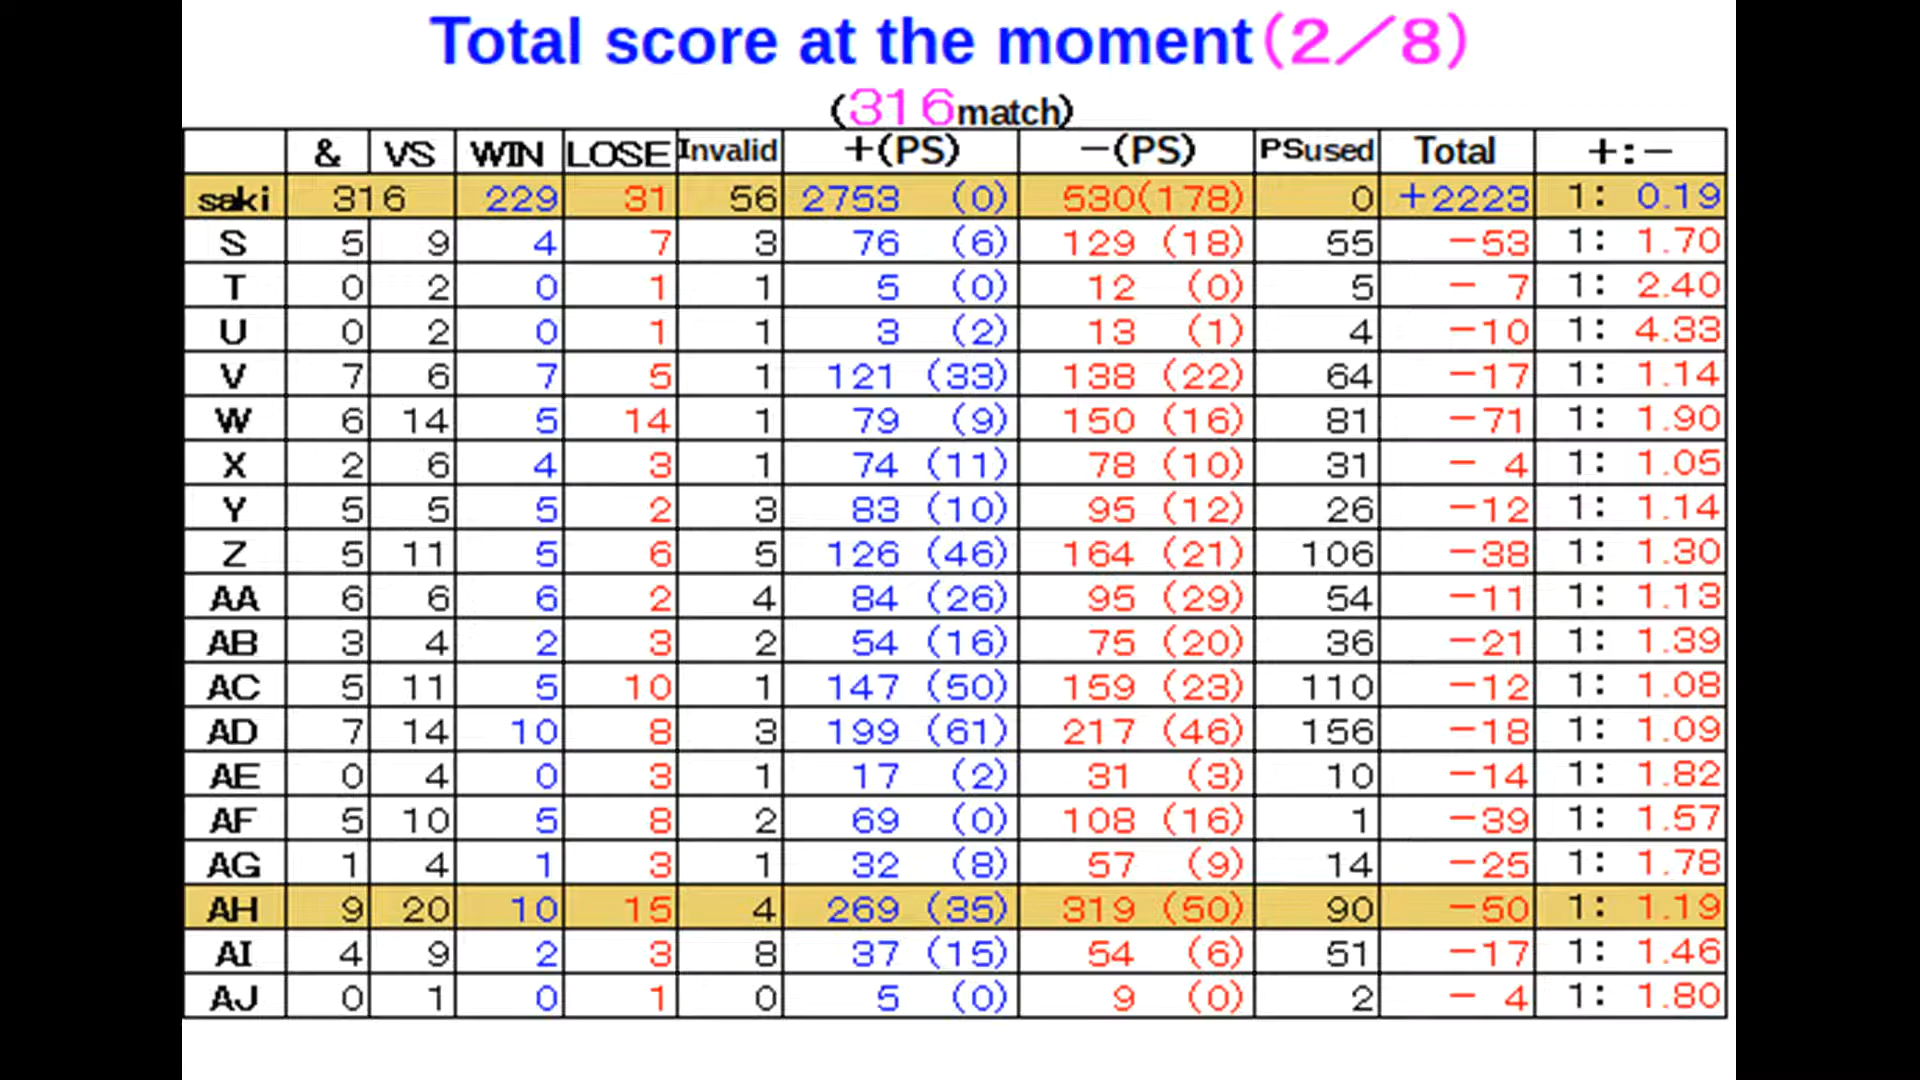 Total score at the moment(2／8)
(316match)
& VS WIN LOSE Invalid +(PS) −(PS) PSused Total +:−
saki 316 229 31 56 2753 (0) 530(178) 0 +2223 1: 0.19
S 5 9 4 7 3 76 (6) 129 (18) 55 −53 1: 1.70
T 0 2 0 1 1 5 (0) 12 (0) 5 − 7 1: 2.40
U 0 2 0 1 1 3 (2) 13 (1) 4 −10 1: 4.33
V 7 6 7 5 1 121 (33) 138 (22) 64 −17 1: 1.14
W 6 14 5 14 1 79 (9) 150 (16) 81 −71 1: 1.90
X 2 6 4 3 1 74 (11) 78 (10) 31 − 4 1: 1.05
Y 5 5 5 2 3 83 (10) 95 (12) 26 −12 1: 1.14
Z 5 11 5 6 5 126 (46) 164 (21) 106 −38 1: 1.30
AA 6 6 6 2 4 84 (26) 95 (29) 54 −11 1: 1.13
AB 3 4 2 3 2 54 (16) 75 (20) 36 −21 1: 1.39
AC 5 11 5 10 1 147 (50) 159 (23) 110 −12 1: 1.08
AD 7 14 10 8 3 199 (61) 217 (46) 156 −18 1: 1.09
AE 0 4 0 3 1 17 (2) 31 (3) 10 −14 1: 1.82
AF 5 10 5 8 2 69 (0) 108 (16) 1 −39 1: 1.57
AG 1 4 1 3 1 32 (8) 57 (9) 14 −25 1: 1.78
AH 9 20 10 15 4 269 (35) 319 (50) 90 −50 1: 1.19
AI 4 9 2 3 8 37 (15) 54 (6) 51 −17 1: 1.46
AJ 0 1 0 1 0 5 (0) 9 (0) 2 − 4 1: 1.80